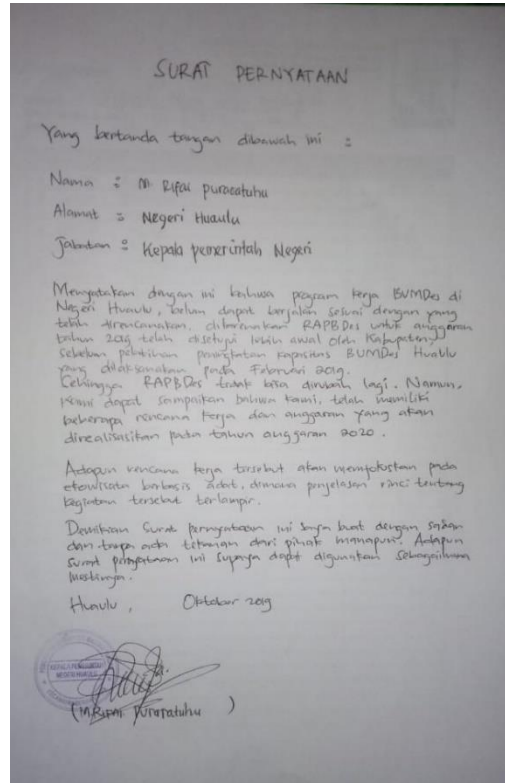 SURAT PERNYATAAN
Yang bertanda tangan dibawah ini :
Nama : M Rifai Puraratuhu
Alamat : Negeri Huaulu
Jabatan : Kepala pemerintah Negeri
Menyatakan dengan ini bahwa program kerja BUMDes di
Negeri Huaulu, belum dapat berjalan sesuai dengan yang
telah direncanakan, dikarenakan RAPBDes untuk anggaran
tahun 2019 telah disetujui lebih awal oleh Kabupaten,
sebelum pelatihan peningkatan kapasitas BUMDes Huaulu
yang dilaksanakan pada Februari 2019.
Sehingga RAPBDes tidak bisa dirubah lagi. Namun,
kami dapat sampaikan bahwa kami, telah memiliki
beberapa rencana kerja dan anggaran yang akan
direalisasikan pada tahun anggaran 2020.
Adapun rencana kerja tersebut akan memfokuskan pada
ekowisata berbasis adat, dimana penjelasan rinci tentang
kegiatan tersebut terlampir.
Demikian Surat pernyataan ini saya buat dengan sadar
dan tanpa ada tekanan dari pihak manapun. Adapun
surat pernyataan ini supaya dapat digunakan sebagaimana
mestinya.
Huaulu, Oktober 2019
KEPALA PEMERINTAH
NEGERI HUAULU
(M.Rifai Puraratuhu)